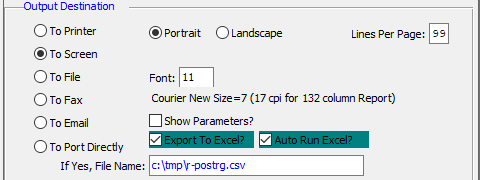 Output Destination
To Printer
Portrait
Landscape
Lines Per Page: 99
To Screen
To File
Font: 11
To Fax
Courier New Size=7 (17 cpi for 132 column Report)
To Email
Show Parameters?
To Port Directly
Export To Excel?
Auto Run Excel?
If Yes, File Name: c:\tmp\r-postrg.csv